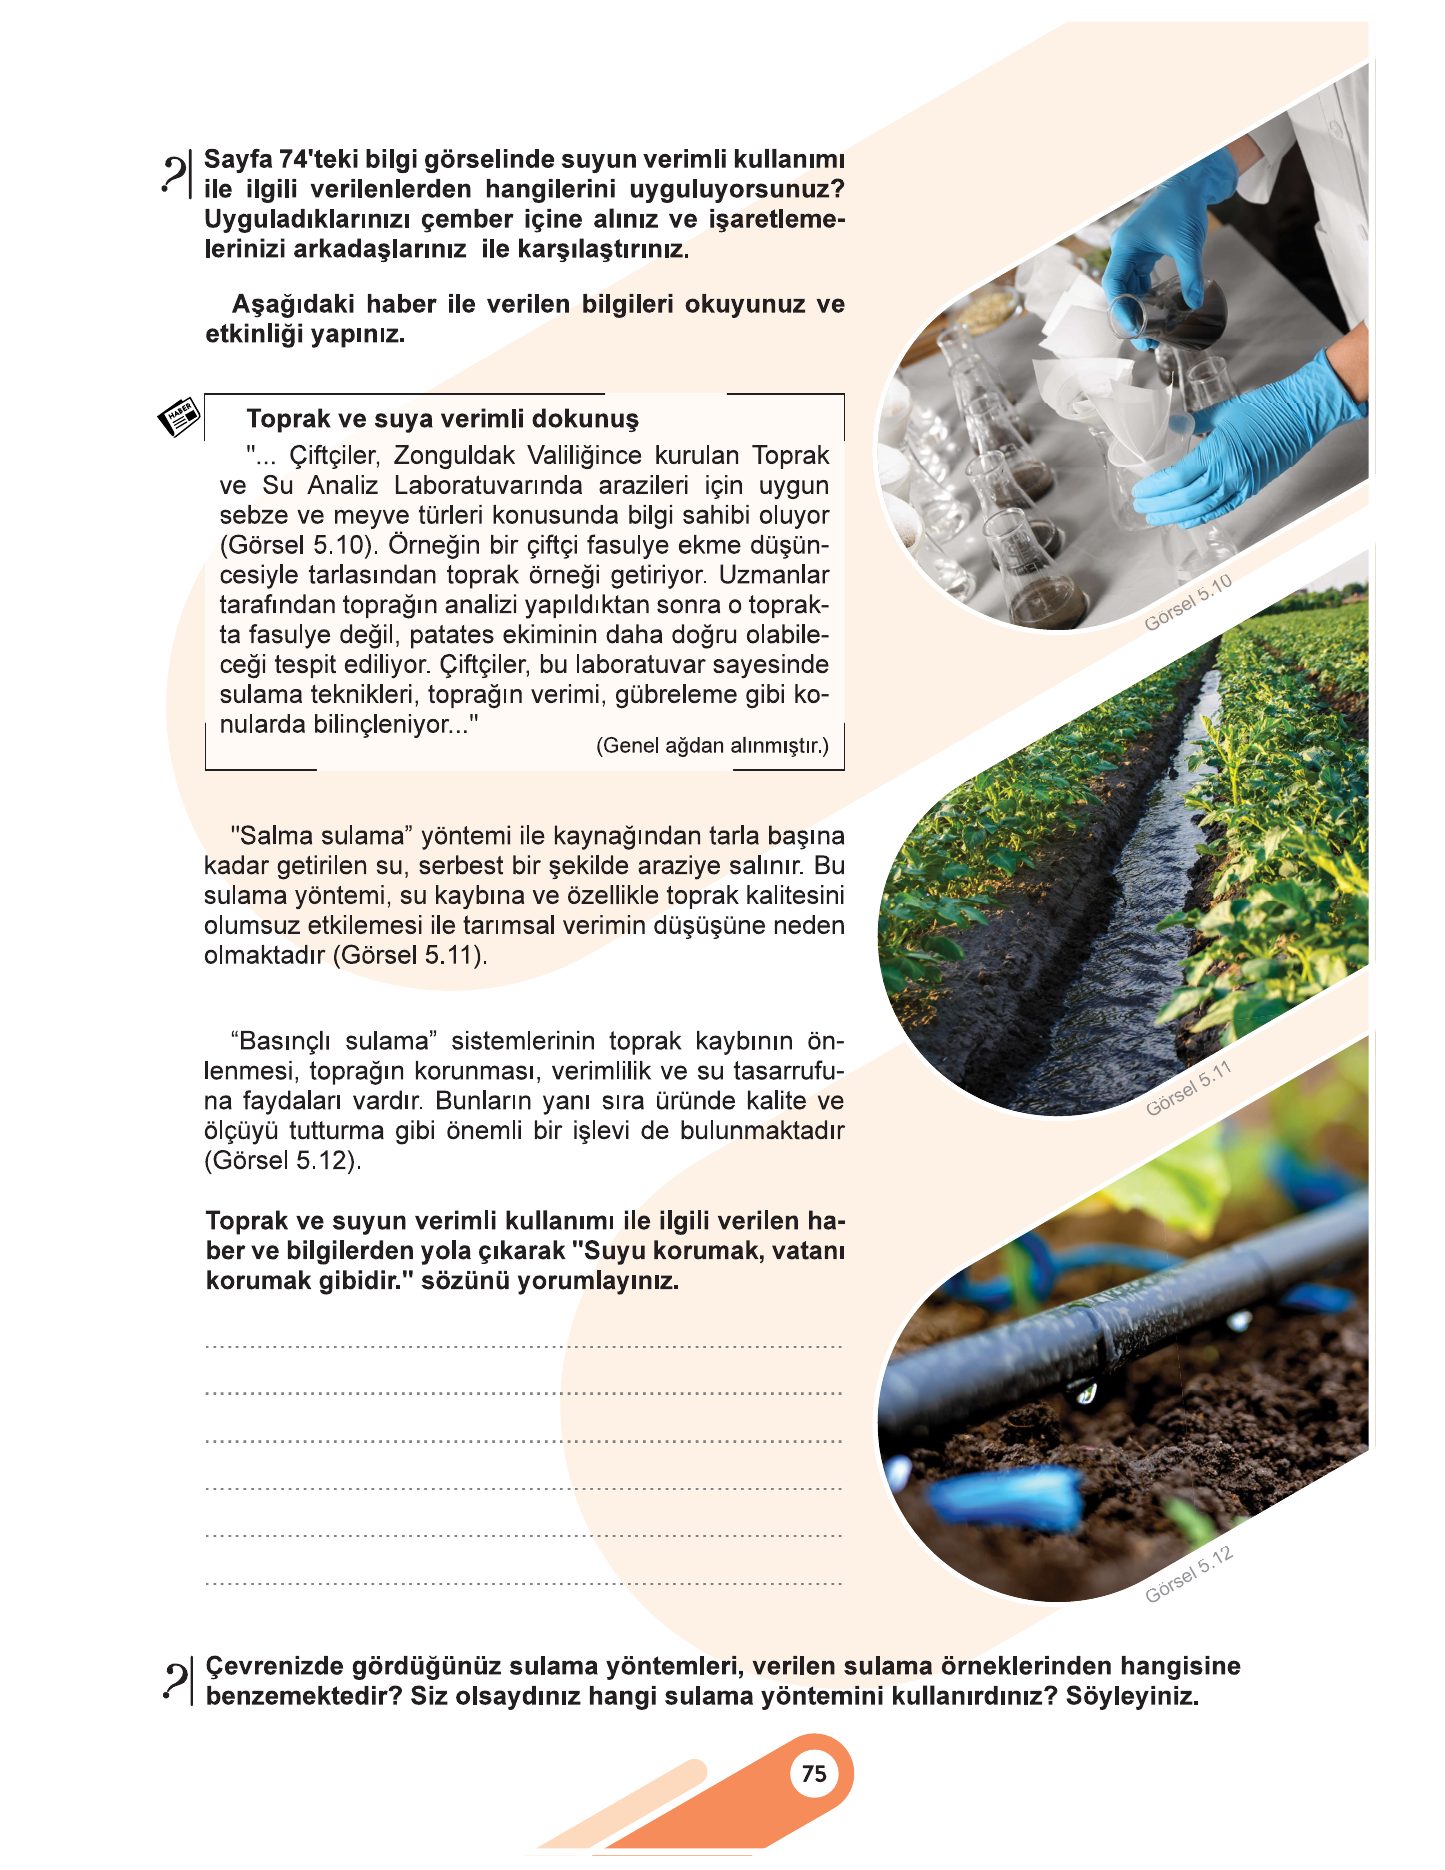 Sayfa 74'teki bilgi görselinde suyun verimli kullanımı
ile ilgili verilenlerden hangilerini uyguluyorsunuz?
Uyguladıklarınızı çember içine alınız ve işaretleme-
lerinizi arkadaşlarınız ile karşılaştırınız.
Aşağıdaki haber ile verilen bilgileri okuyunuz ve
etkinliği yapınız.
HABER
Toprak ve suya verimli dokunuş
"... Çiftçiler, Zonguldak Valiliğince kurulan Toprak
ve Su Analiz Laboratuvarında arazileri için uygun
sebze ve meyve türleri konusunda bilgi sahibi oluyor
(Görsel 5.10). Örneğin bir çiftçi fasulye ekme düşün-
cesiyle tarlasından toprak örneği getiriyor. Uzmanlar
tarafından toprağın analizi yapıldıktan sonra o toprak-
ta fasulye değil, patates ekiminin daha doğru olabile-
ceği tespit ediliyor. Çiftçiler, bu laboratuvar sayesinde
sulama teknikleri, toprağın verimi, gübreleme gibi ko-
nularda bilinçleniyor..."
(Genel ağdan alınmıştır.)
Görsel 5.10
"Salma sulama” yöntemi ile kaynağından tarla başına
kadar getirilen su, serbest bir şekilde araziye salınır. Bu
sulama yöntemi, su kaybına ve özellikle toprak kalitesini
olumsuz etkilemesi ile tarımsal verimin düşüşüne neden
olmaktadır (Görsel 5.11).
Görsel 5.11
“Basınçlı sulama” sistemlerinin toprak kaybının ön-
lenmesi, toprağın korunması, verimlilik ve su tasarrufu-
na faydaları vardır. Bunların yanı sıra üründe kalite ve
ölçüyü tutturma gibi önemli bir işlevi de bulunmaktadır
(Görsel 5.12).
Toprak ve suyun verimli kullanımı ile ilgili verilen ha-
ber ve bilgilerden yola çıkarak "Suyu korumak, vatanı
korumak gibidir." sözünü yorumlayınız.
Görsel 5.12
Çevrenizde gördüğünüz sulama yöntemleri, verilen sulama örneklerinden hangisine
benzemektedir? Siz olsaydınız hangi sulama yöntemini kullanırdınız? Söyleyiniz.
75